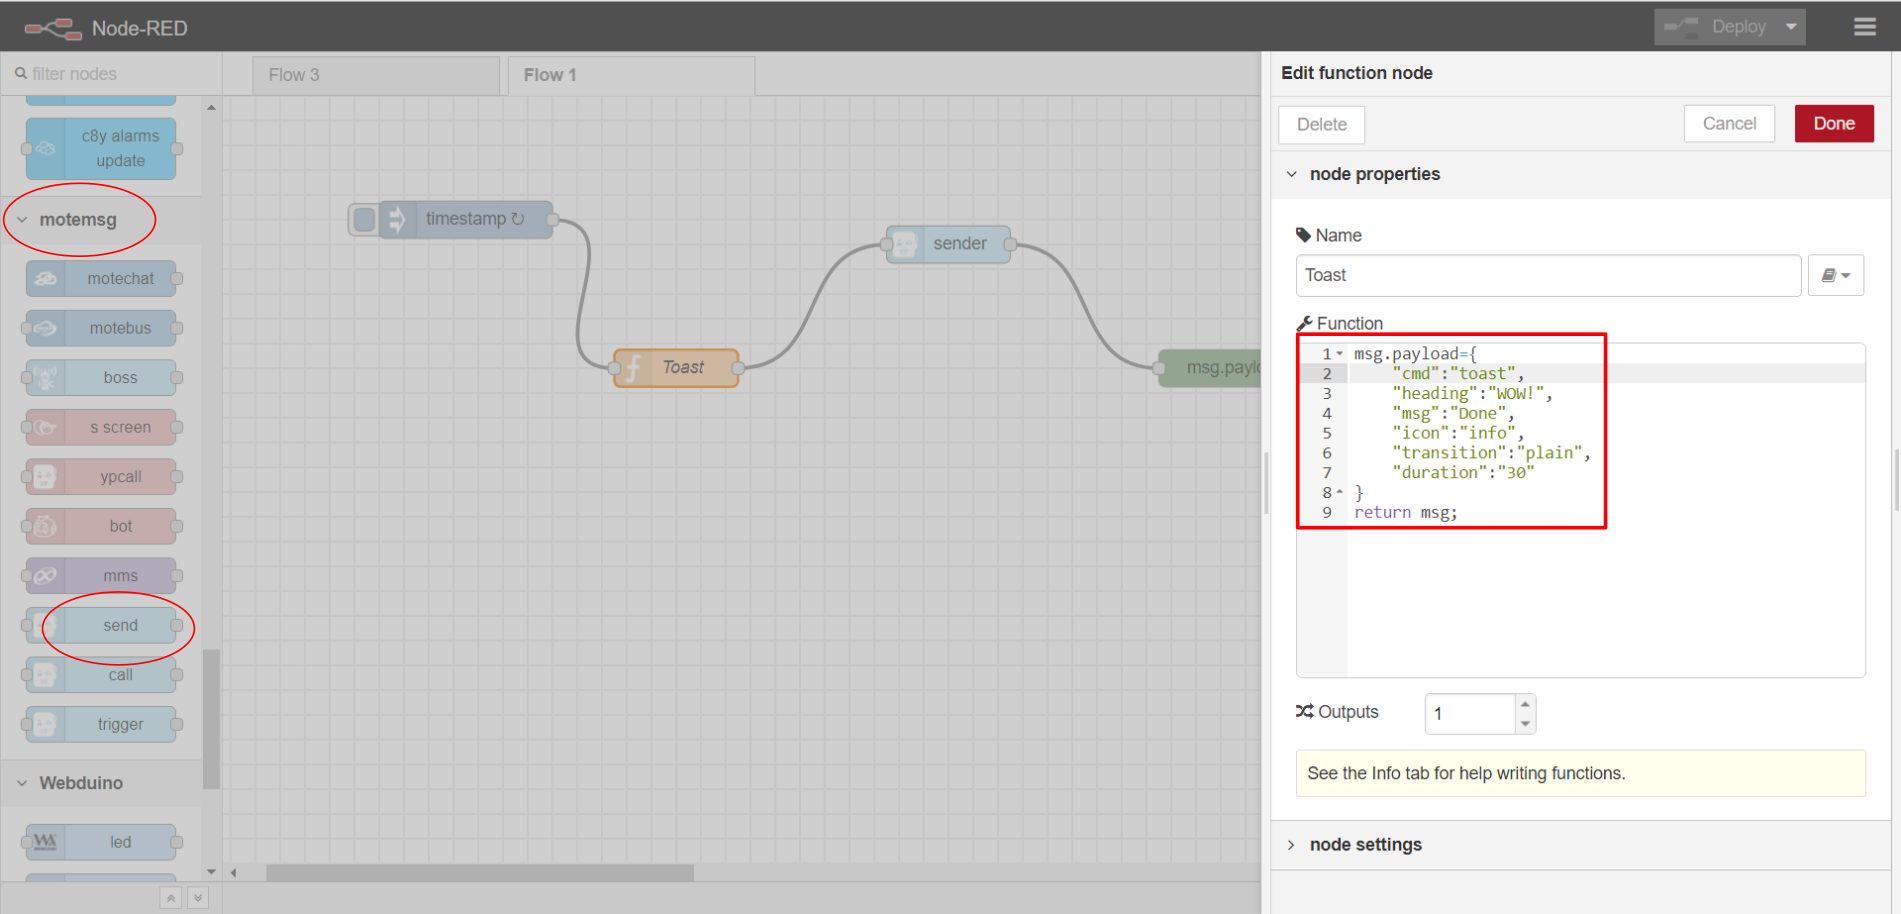 Node-RED
Deploy
filter nodes
Flow 3
Flow 1
c8y alarms
update
motemsg
motechat
motebus
boss
s screen
ypcall
bot
mms
send
call
trigger
Webduino
led
timestamp ↻
Toast
sender
msg.paylo
Edit function node
Delete
Cancel
Done
node properties
Name
Toast
Function
1 msg.payload={
2 "cmd":"toast",
3 "heading":"WOW!",
4 "msg":"Done",
5 "icon":"info",
6 "transition":"plain",
7 "duration":"30"
8 }
9 return msg;
Outputs
1
See the Info tab for help writing functions.
node settings